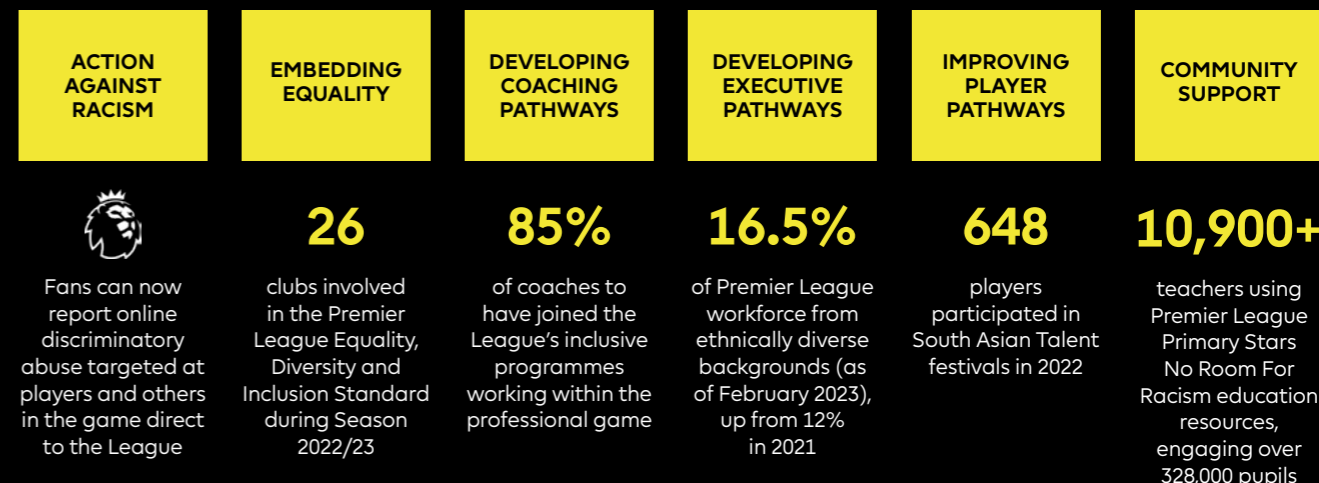 ACTION
AGAINST
RACISM
Fans can now
report online
discriminatory
abuse targeted at
players and others
in the game direct
to the League
EMBEDDING
EQUALITY
26
clubs involved
in the Premier
League Equality,
Diversity and
Inclusion Standard
during Season
2022/23
DEVELOPING
COACHING
PATHWAYS
85%
of coaches to
have joined the
League’s inclusive
programmes
working within the
professional game
DEVELOPING
EXECUTIVE
PATHWAYS
16.5%
of Premier League
workforce from
ethnically diverse
backgrounds (as
of February 2023),
up from 12%
in 2021
IMPROVING
PLAYER
PATHWAYS
648
players
participated in
South Asian Talent
festivals in 2022
COMMUNITY
SUPPORT
10,900+
teachers using
Premier League
Primary Stars
No Room For
Racism education
resources,
engaging over
328,000 pupils